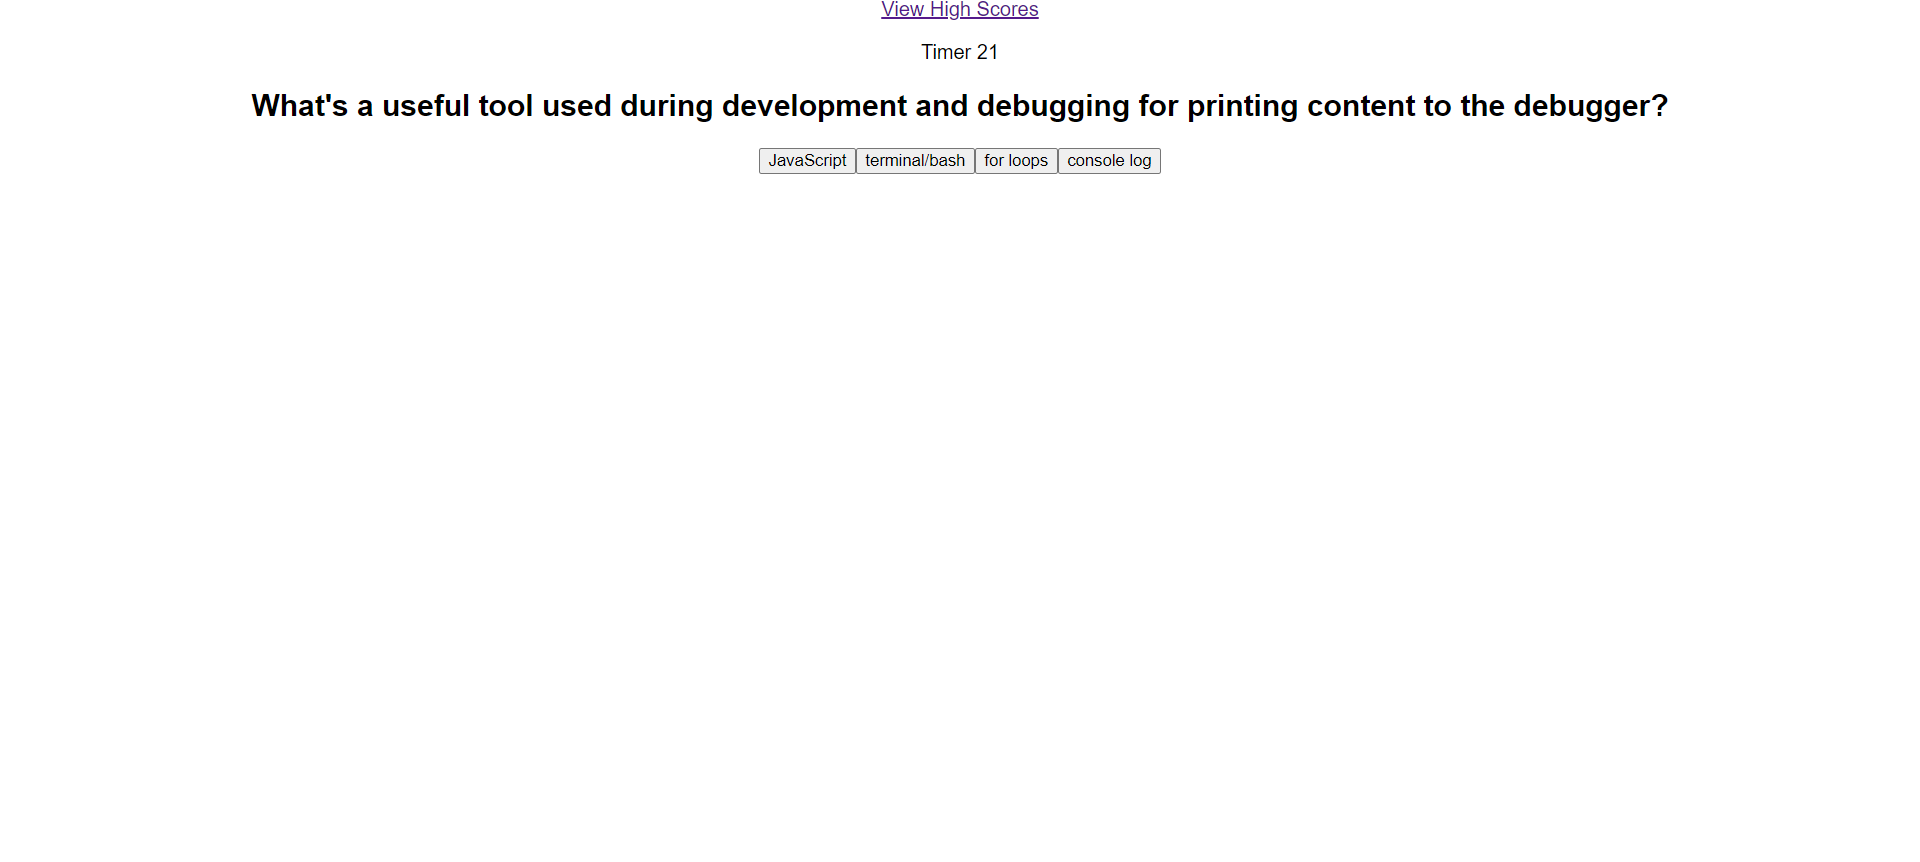 View High Scores
Timer 21
What's a useful tool used during development and debugging for printing content to the debugger?
JavaScript terminal/bash for loops console log